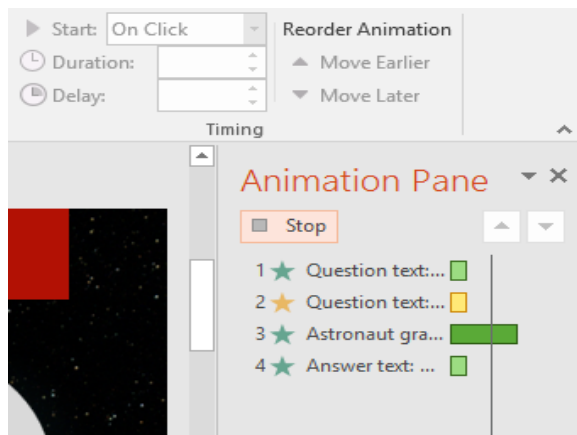 Start: On Click
Reorder Animation
Duration:
Move Earlier
Delay:
Move Later
Timing
Animation Pane
Stop
1 Question text:...
2 Question text:...
3 Astronaut gra...
4 Answer text: ...